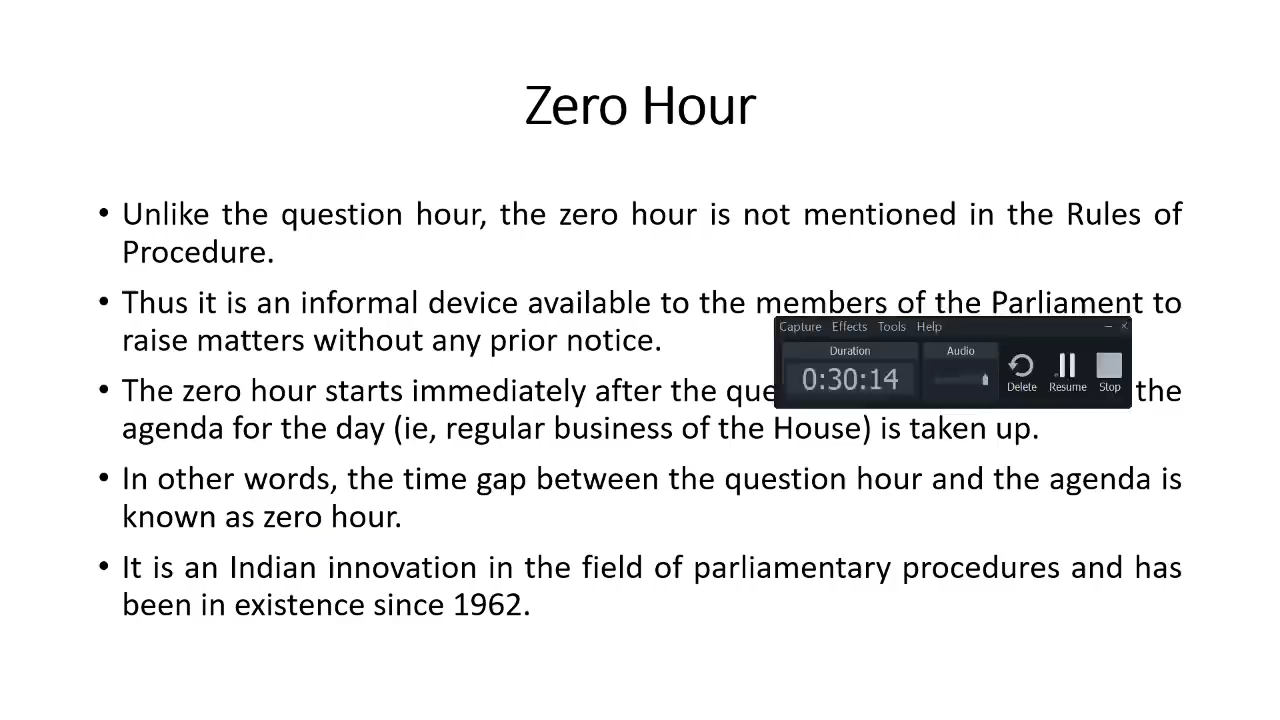 Zero Hour
• Unlike the question hour, the zero hour is not mentioned in the Rules of
Procedure.
• Thus it is an informal device available to the members of the Parliament to
raise matters without any prior notice.
Capture Effects Tools Help
Duration Audio
0:30:14
Delete Resume Stop
• The zero hour starts immediately after the the
agenda for the day (ie, regular business of the House) is taken up.
• In other words, the time gap between the question hour and the agenda is
known as zero hour.
• It is an Indian innovation in the field of parliamentary procedures and has
been in existence since 1962.